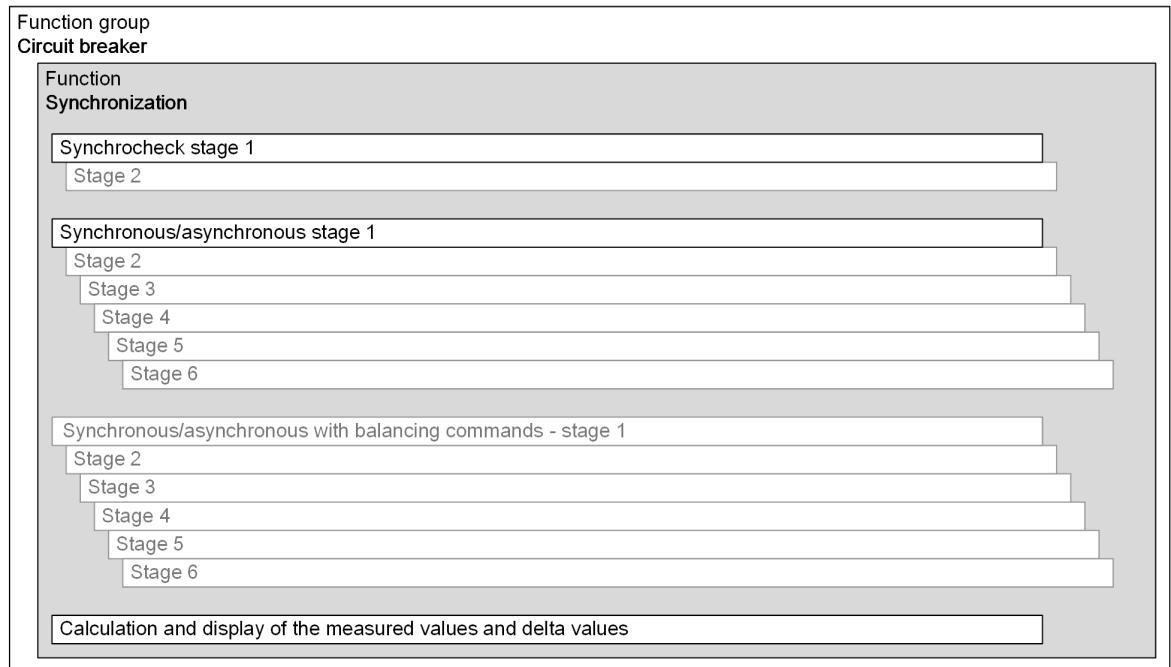 Function group
Circuit breaker
Function
Synchronization
Synchrocheck stage 1
Stage 2
Synchronous/asynchronous stage 1
Stage 2
Stage 3
Stage 4
Stage 5
Stage 6
Synchronous/asynchronous with balancing commands - stage 1
Stage 2
Stage 3
Stage 4
Stage 5
Stage 6
Calculation and display of the measured values and delta values